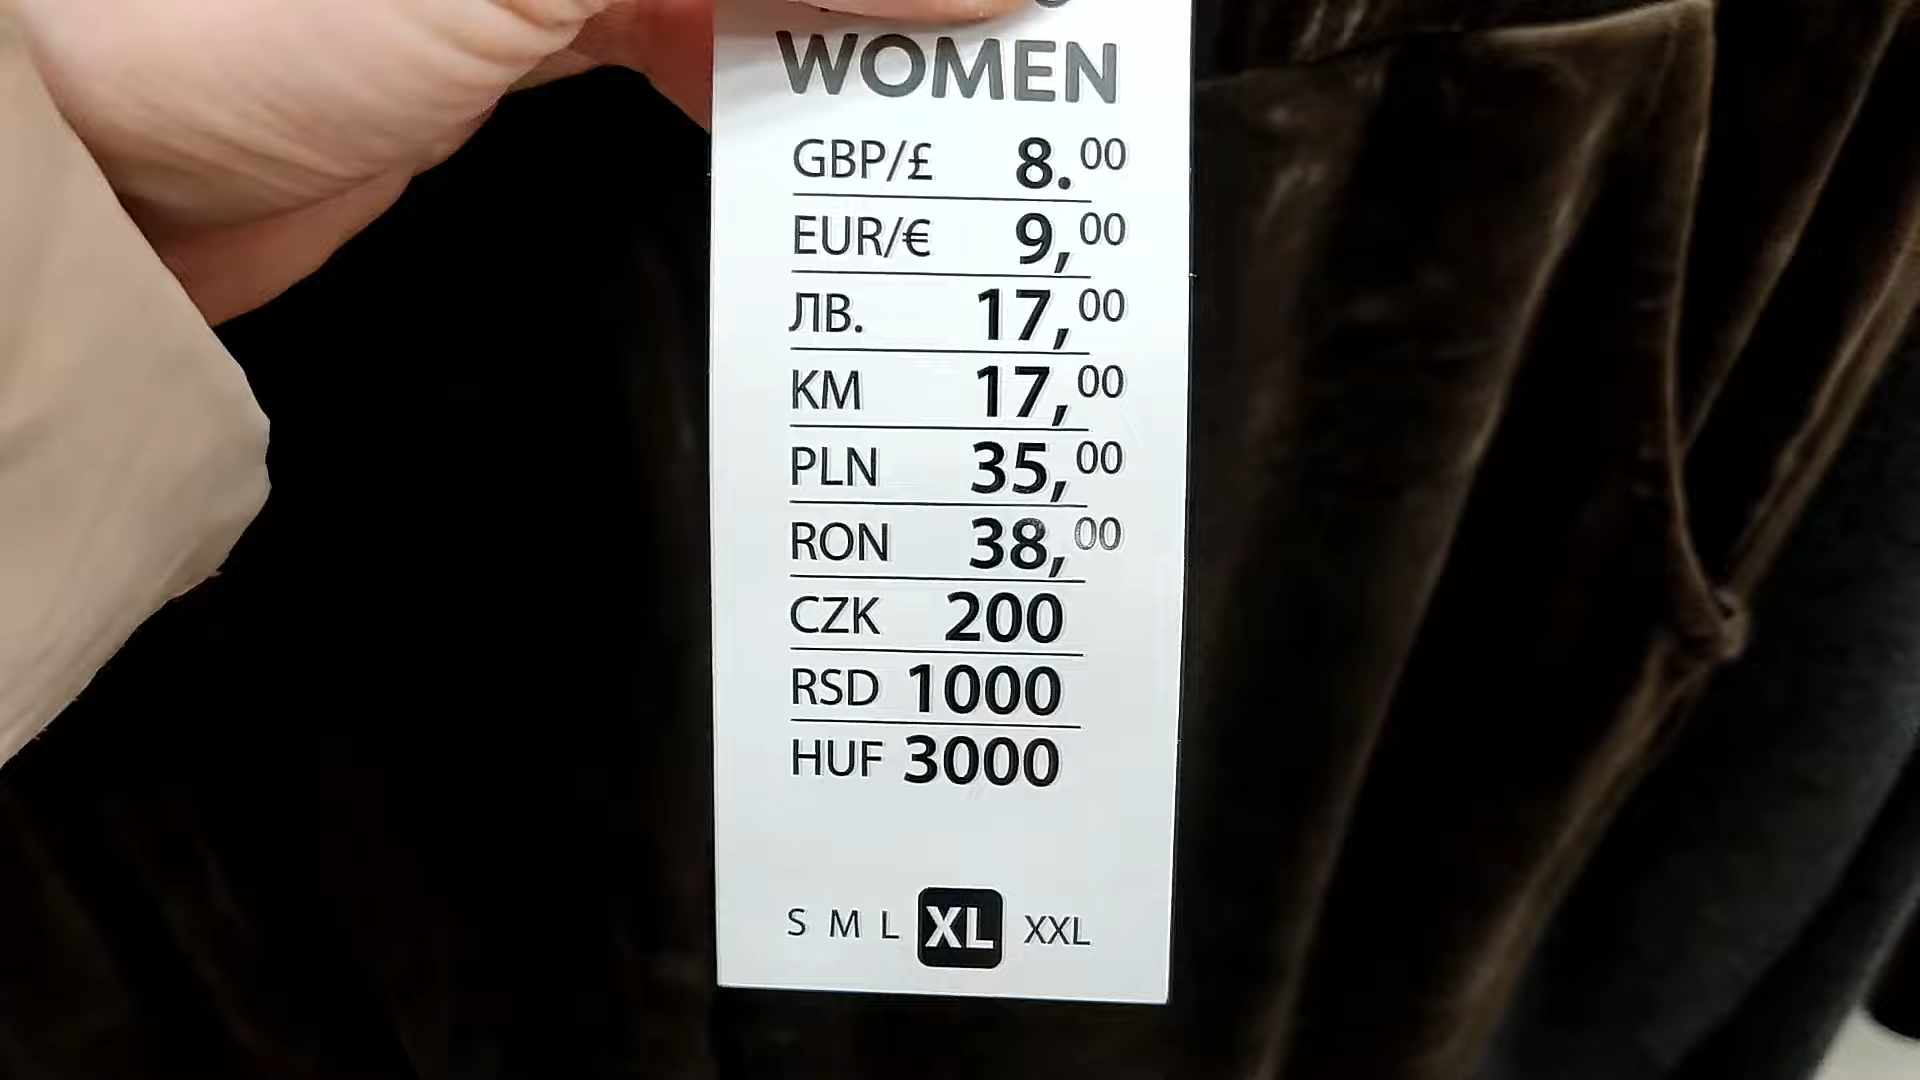 WOMEN
GBP/£ 8.00
EUR/€ 9,00
ЛВ. 17,00
KM 17,00
PLN 35,00
RON 38,00
CZK 200
RSD 1000
HUF 3000
S M L XL XXL